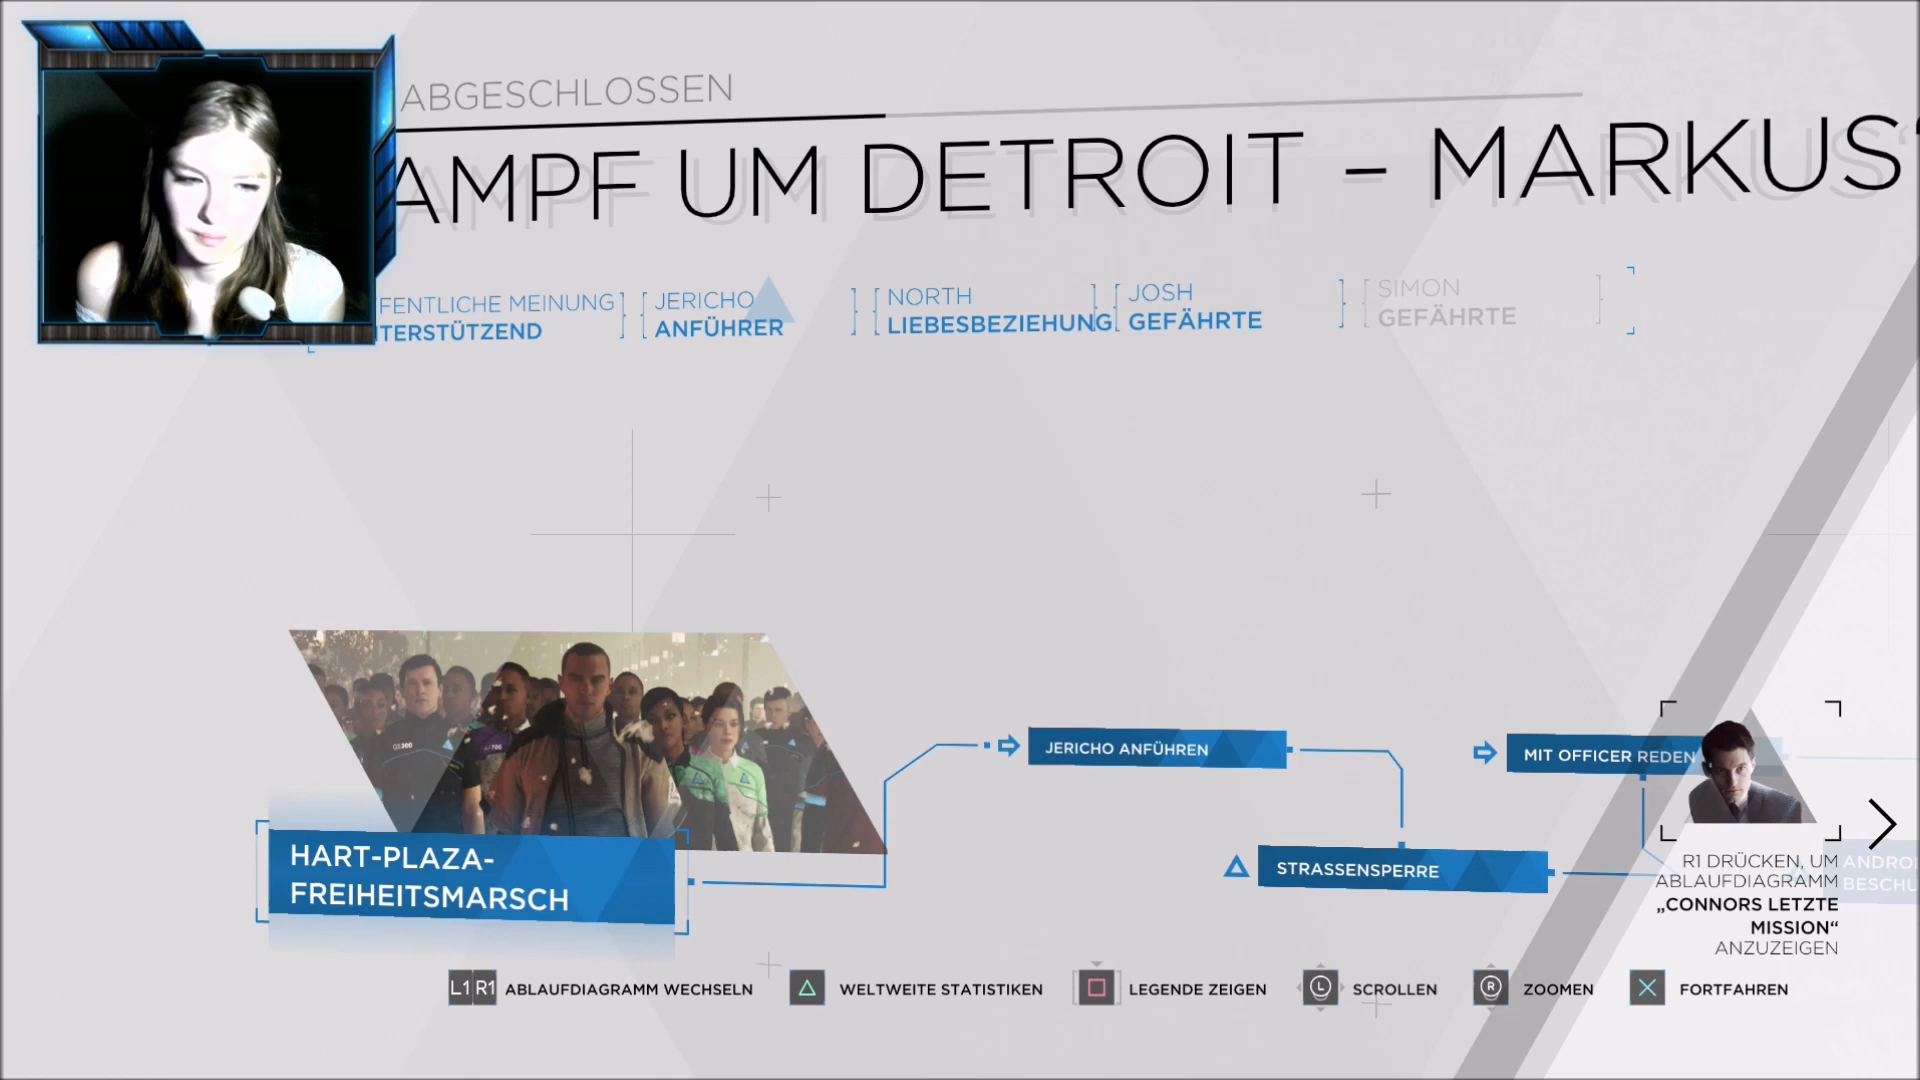 ABGESCHLOSSEN
AMPF UM DETROIT – MARKUS“
FENTLICHE MEINUNG
TERSTÜTZEND
JERICHO
ANFÜHRER
NORTH
LIEBESBEZIEHUNG
JOSH
GEFÄHRTE
SIMON
GEFÄHRTE
JERICHO ANFÜHREN
MIT OFFICER REDEN
HART-PLAZA-
FREIHEITSMARSCH
STRASSENSPERRE
ANDRO
BESCHU
R1 DRÜCKEN, UM
ABLAUFDIAGRAMM
„CONNORS LETZTE
MISSION“
ANZUZEIGEN
L1 R1 ABLAUFDIAGRAMM WECHSELN
WELTWEITE STATISTIKEN
LEGENDE ZEIGEN
L SCROLLEN
R ZOOMEN
FORTFAHREN